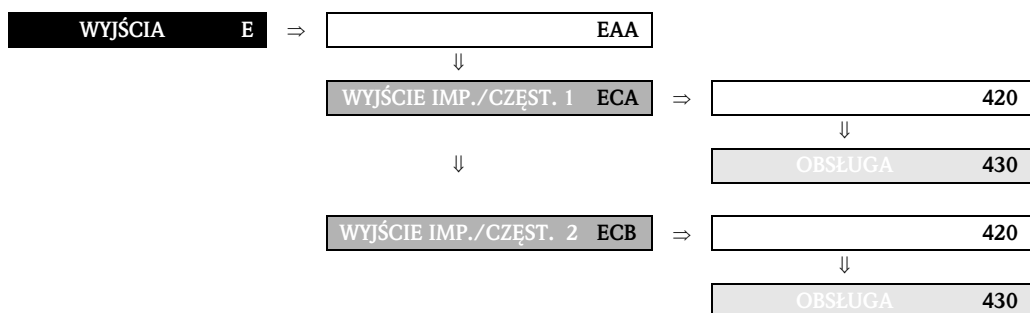 WYJŚCIA E ⇒ EAA
⇓
WYJŚCIE IMP./CZĘST. 1 ECA ⇒ 420
⇓
⇓ OBSŁUGA 430
WYJŚCIE IMP./CZĘST. 2 ECB ⇒ 420
⇓
OBSŁUGA 430